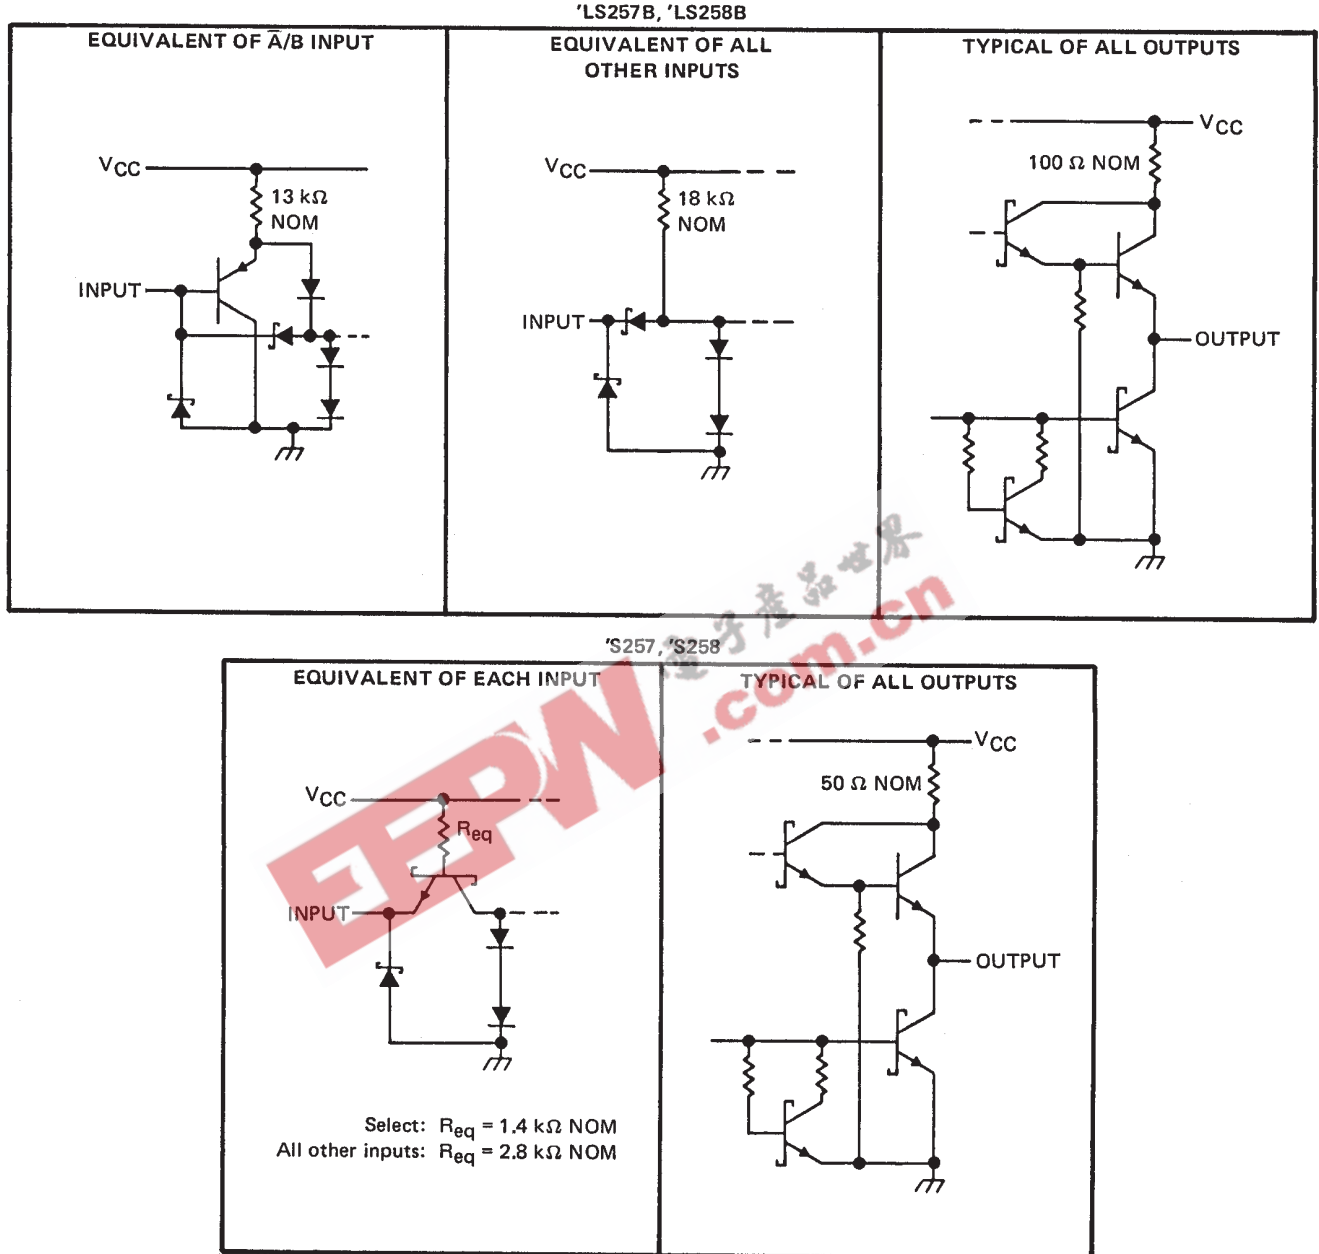 'LS257B, 'LS258B
EQUIVALENT OF A̅/B INPUT
EQUIVALENT OF ALL
OTHER INPUTS
TYPICAL OF ALL OUTPUTS
VCC
13 kΩ
NOM
INPUT
VCC
18 kΩ
NOM
INPUT
VCC
100 Ω NOM
OUTPUT
電子產品世界
.com.cn
EEPW
'S257, 'S258
EQUIVALENT OF EACH INPUT
TYPICAL OF ALL OUTPUTS
VCC
Req
INPUT
Select: Req = 1.4 kΩ NOM
All other inputs: Req = 2.8 kΩ NOM
VCC
50 Ω NOM
OUTPUT